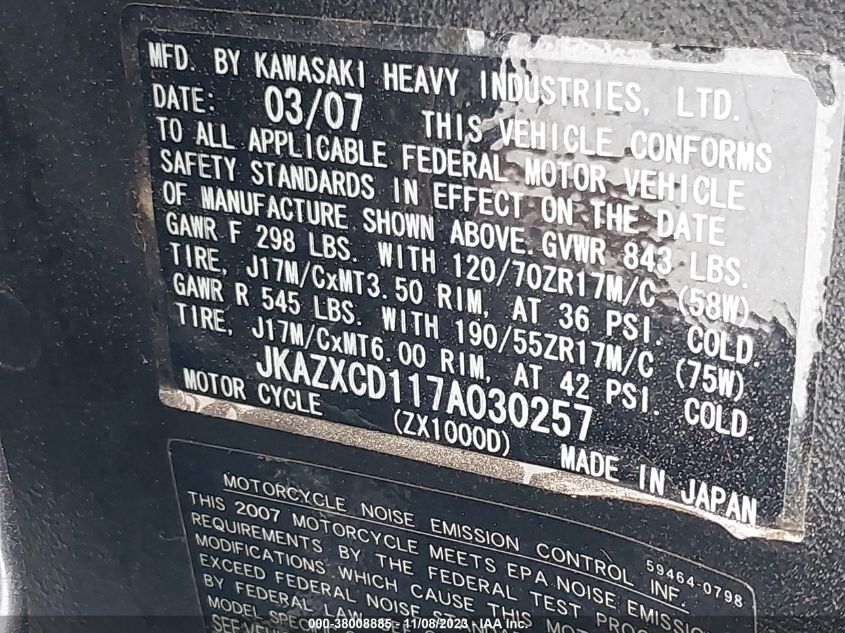 MFD. BY KAWASAKI HEAVY INDUSTRIES, LTD.
DATE: 03/07 THIS VEHICLE CONFORMS
TO ALL APPLICABLE FEDERAL MOTOR VEHICLE
SAFETY STANDARDS IN EFFECT ON THE DATE
OF MANUFACTURE SHOWN ABOVE. GVWR 843 LBS.
GAWR F 298 LBS. WITH 120/70ZR17M/C (58W)
TIRE, J17M/CxMT3.50 RIM, AT 36 PSI. COLD.
GAWR R 545 LBS. WITH 190/55ZR17M/C (75W)
TIRE, J17M/CxMT6.00 RIM, AT 42 PSI. COLD.
JKAZXCD117A030257
MOTOR CYCLE (ZX1000D) MADE IN JAPAN
59464-0798
MOTORCYCLE NOISE EMISSION CONTROL INF.
THIS 2007 MOTORCYCLE MEETS EPA NOISE EMISSION
REQUIREMENTS BY THE FEDERAL TEST
MODIFICATIONS WHICH CAUSE THIS
EXCEED FEDERAL NOISE
BY FEDERAL LAW.
MODEL
000-38008885 - 11/08/2023 - IAA Inc.